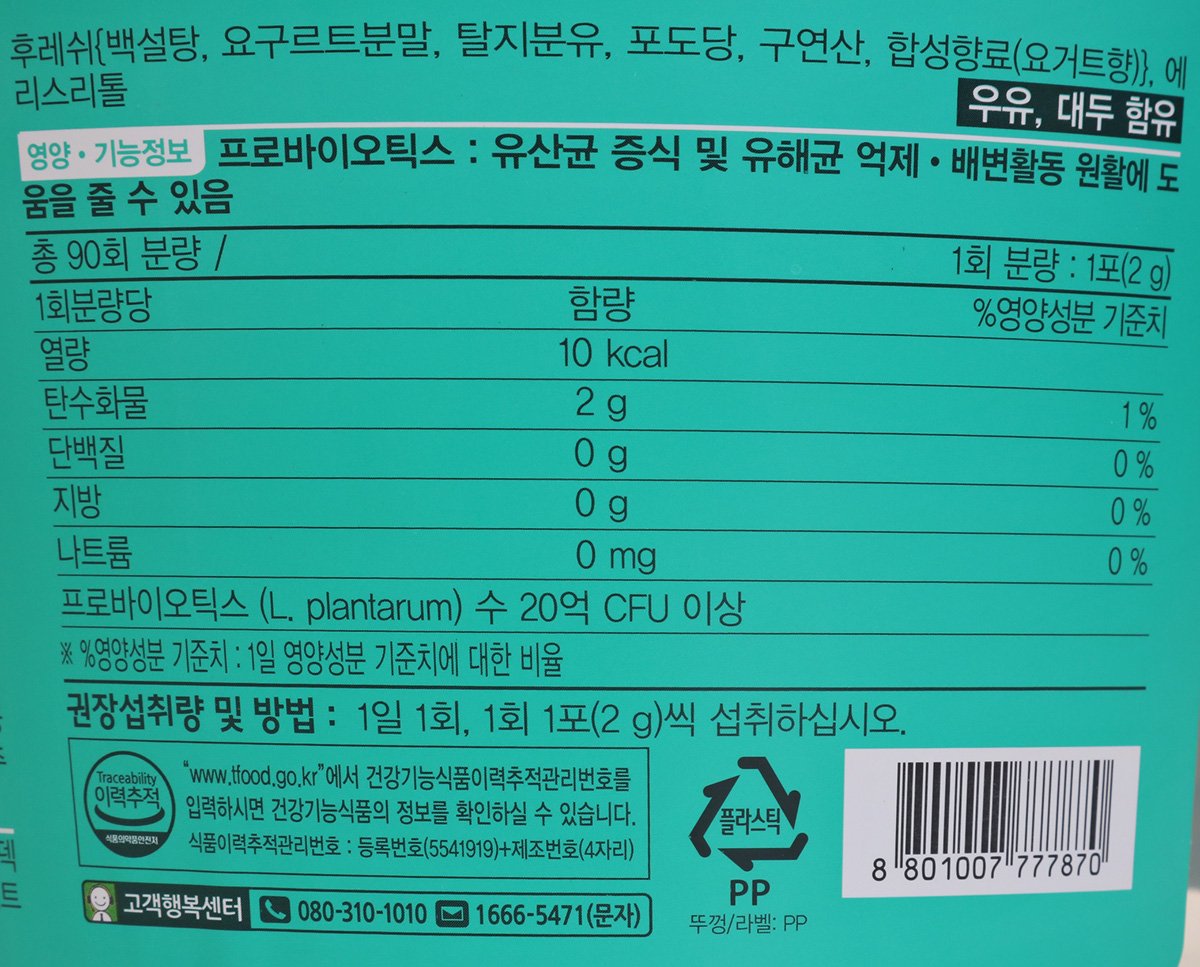 후레쉬{백설탕, 요구르트분말, 탈지분유, 포도당, 구연산, 합성향료(요거트향)}, 에
리스리톨
우유, 대두 함유
영양 · 기능정보 프로바이오틱스 : 유산균 증식 및 유해균 억제 · 배변활동 원활에 도
움을 줄 수 있음
총 90회 분량 / 1회 분량 : 1포(2 g)
1회분량당 함량 %영양성분 기준치
열량 10 kcal
탄수화물 2 g 1 %
단백질 0 g 0 %
지방 0 g 0 %
나트륨 0 mg 0 %
프로바이오틱스 (L. plantarum) 수 20억 CFU 이상
※ %영양성분 기준치 : 1일 영양성분 기준치에 대한 비율
권장섭취량 및 방법 : 1일 1회, 1회 1포(2 g)씩 섭취하십시오.
Traceability
이력추적
식품의약품안전처
“www.tfood.go.kr”에서 건강기능식품이력추적관리번호를
입력하시면 건강기능식품의 정보를 확인하실 수 있습니다.
식품이력추적관리번호 : 등록번호(5541919)+제조번호(4자리)
플라스틱
PP
뚜껑/라벨: PP
8 801007 777870
고객행복센터 080-310-1010 1666-5471(문자)